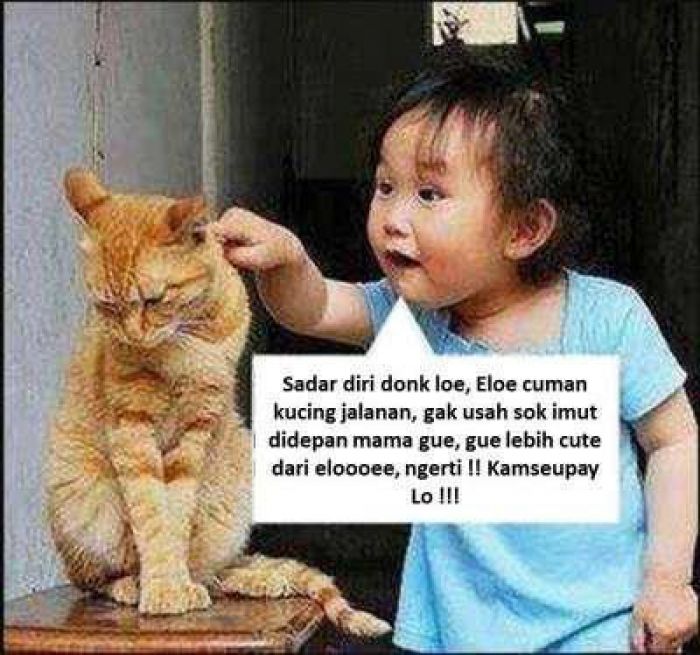 Sadar diri donk loe, Eloe cuman
kucing jalanan, gak usah sok imut
didepan mama gue, gue lebih cute
dari eloooee, ngerti !! Kamseupay
Lo !!!